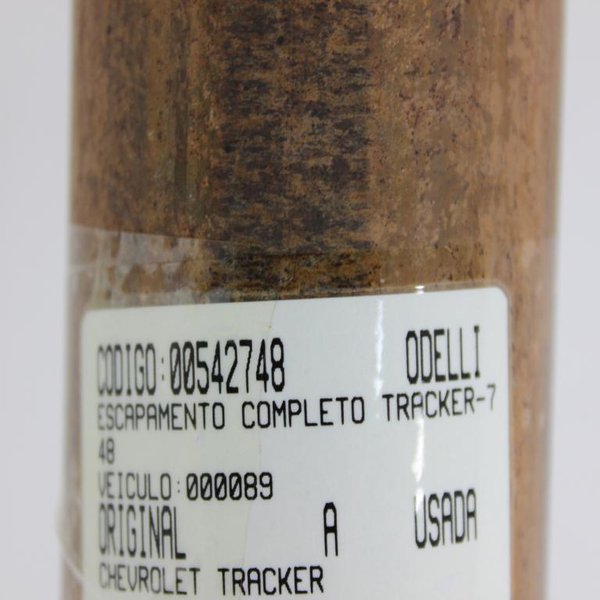 CODIGO:00542748 ODELLI
ESCAPAMENTO COMPLETO TRACKER-7
48
VEICULO:000089
ORIGINAL A USADA
CHEVROLET TRACKER